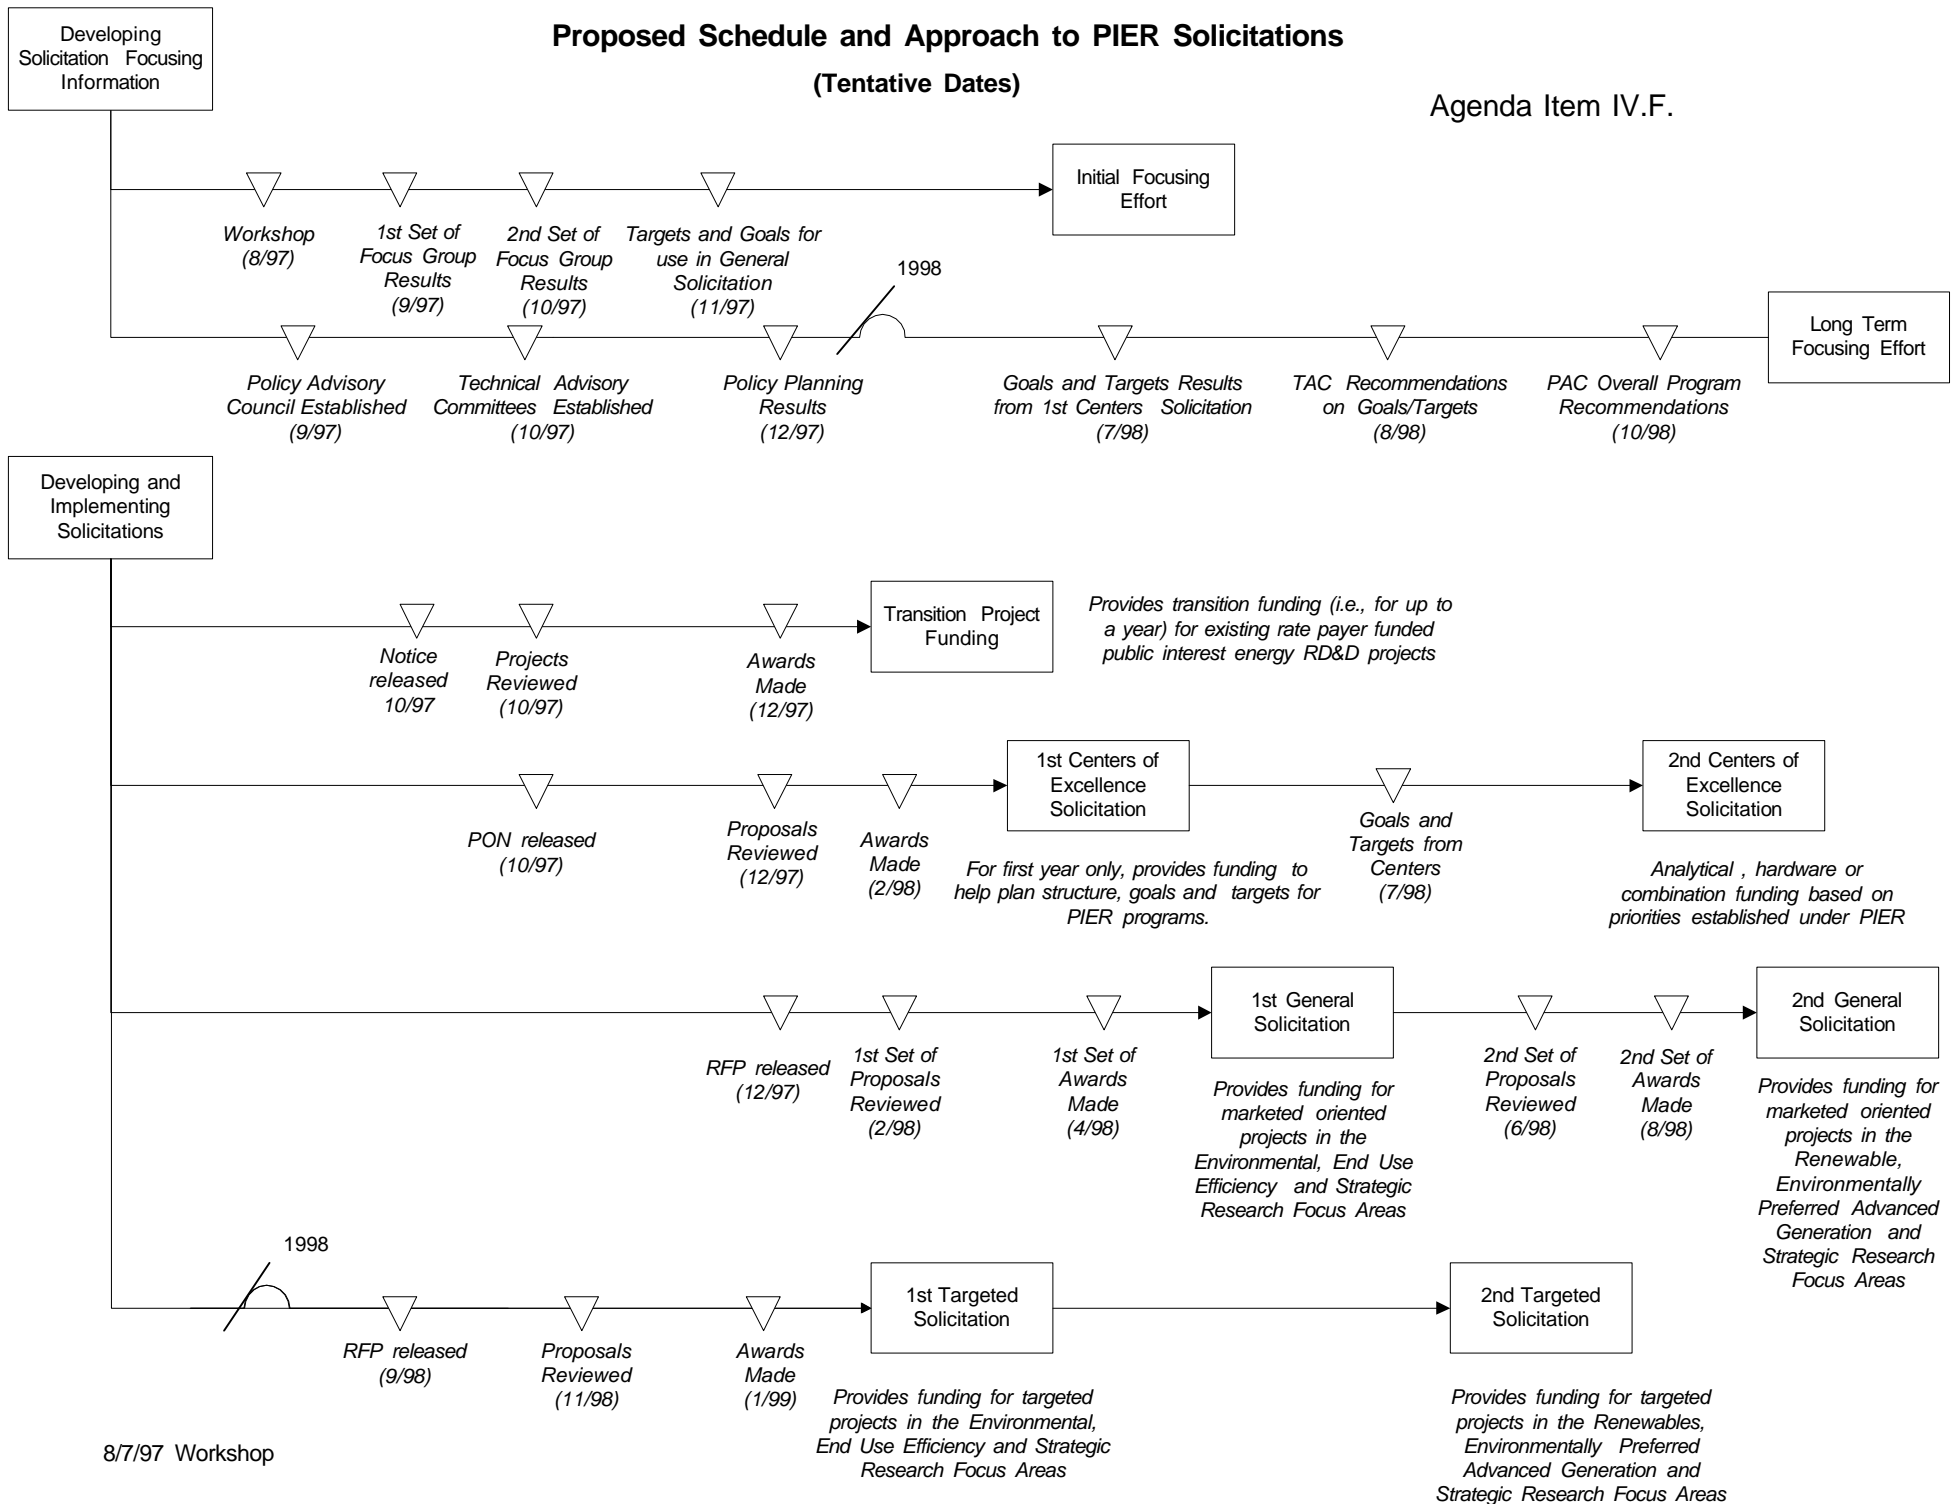 Developing
Solicitation Focusing
Information
Proposed Schedule and Approach to PIER Solicitations
(Tentative Dates)
Agenda Item IV.F.
Initial Focusing
Effort
Workshop
(8/97)
1st Set of
Focus Group
Results
(9/97)
2nd Set of
Focus Group
Results
(10/97)
Targets and Goals for
use in General
Solicitation
(11/97)
1998
Long Term
Focusing Effort
Policy Advisory
Council Established
(9/97)
Technical Advisory
Committees Established
(10/97)
Policy Planning
Results
(12/97)
Goals and Targets Results
from 1st Centers Solicitation
(7/98)
TAC Recommendations
on Goals/Targets
(8/98)
PAC Overall Program
Recommendations
(10/98)
Developing and
Implementing
Solicitations
Notice
released
10/97
Projects
Reviewed
(10/97)
Awards
Made
(12/97)
Transition Project
Funding
Provides transition funding (i.e., for up to
a year) for existing rate payer funded
public interest energy RD&D projects
PON released
(10/97)
Proposals
Reviewed
(12/97)
Awards
Made
(2/98)
1st Centers of
Excellence
Solicitation
For first year only, provides funding to
help plan structure, goals and targets for
PIER programs.
Goals and
Targets from
Centers
(7/98)
2nd Centers of
Excellence
Solicitation
Analytical , hardware or
combination funding based on
priorities established under PIER
RFP released
(12/97)
1st Set of
Proposals
Reviewed
(2/98)
1st Set of
Awards
Made
(4/98)
1st General
Solicitation
Provides funding for
marketed oriented
projects in the
Environmental, End Use
Efficiency and Strategic
Research Focus Areas
2nd Set of
Proposals
Reviewed
(6/98)
2nd Set of
Awards
Made
(8/98)
2nd General
Solicitation
Provides funding for
marketed oriented
projects in the
Renewable,
Environmentally
Preferred Advanced
Generation and
Strategic Research
Focus Areas
1998
RFP released
(9/98)
Proposals
Reviewed
(11/98)
Awards
Made
(1/99)
1st Targeted
Solicitation
Provides funding for targeted
projects in the Environmental,
End Use Efficiency and Strategic
Research Focus Areas
2nd Targeted
Solicitation
Provides funding for targeted
projects in the Renewables,
Environmentally Preferred
Advanced Generation and
Strategic Research Focus Areas
8/7/97 Workshop